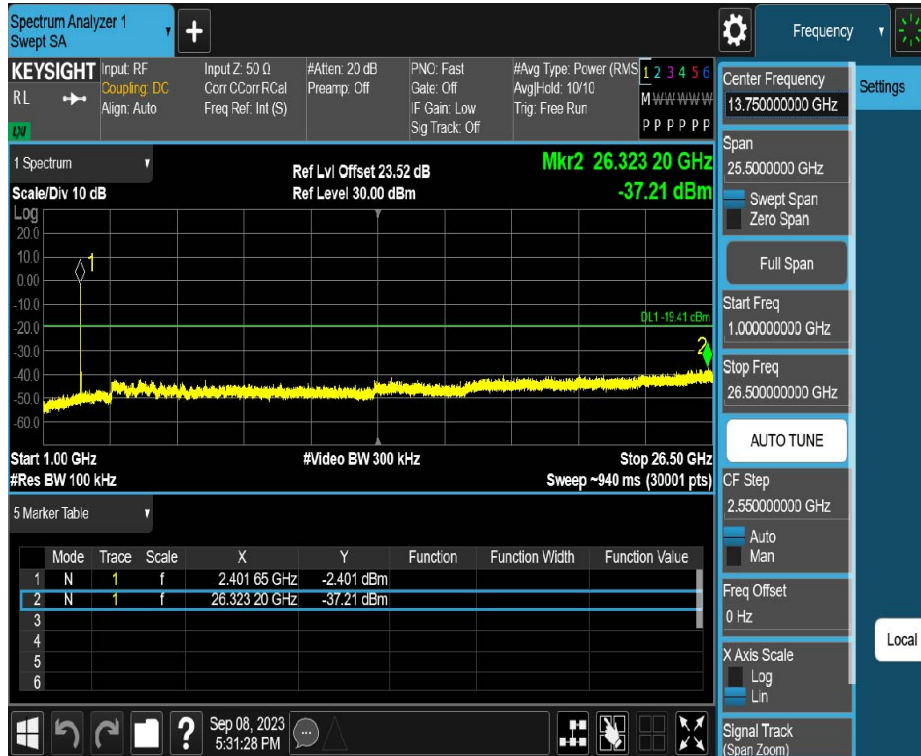 Spectrum Analyzer 1
Swept SA
+
Frequency
KEYSIGHT
RL
LXI
Input: RF
Coupling: DC
Align: Auto
Input Z: 50 Ω
Corr CCorr RCal
Freq Ref: Int (S)
#Atten: 20 dB
Preamp: Off
PNO: Fast
Gate: Off
IF Gain: Low
Sig Track: Off
#Avg Type: Power (RMS
Avg|Hold: 10/10
Trig: Free Run
1 2 3 4 5 6
M W W W W W
P P P P P P
Center Frequency
13.750000000 GHz
Settings
1 Spectrum
Scale/Div 10 dB
Ref Lvl Offset 23.52 dB
Ref Level 30.00 dBm
Mkr2 26.323 20 GHz
-37.21 dBm
Span
25.5000000 GHz
Swept Span
Zero Span
Full Span
Start Freq
1.000000000 GHz
Stop Freq
26.500000000 GHz
AUTO TUNE
CF Step
2.550000000 GHz
Auto
Man
Freq Offset
0 Hz
X Axis Scale
Log
Lin
Signal Track
(Span Zoom)
Local
Log
20.0
10.0
0.00
-10.0
-20.0
-30.0
-40.0
-50.0
-60.0
1
DL1 -19.41 dBm
2
Start 1.00 GHz
#Video BW 300 kHz
Stop 26.50 GHz
#Res BW 100 kHz
Sweep ~940 ms (30001 pts)
5 Marker Table
Mode Trace Scale X Y Function Function Width Function Value
1 N 1 f 2.401 65 GHz -2.401 dBm
2 N 1 f 26.323 20 GHz -37.21 dBm
3
4
5
6
?
Sep 08, 2023
5:31:28 PM